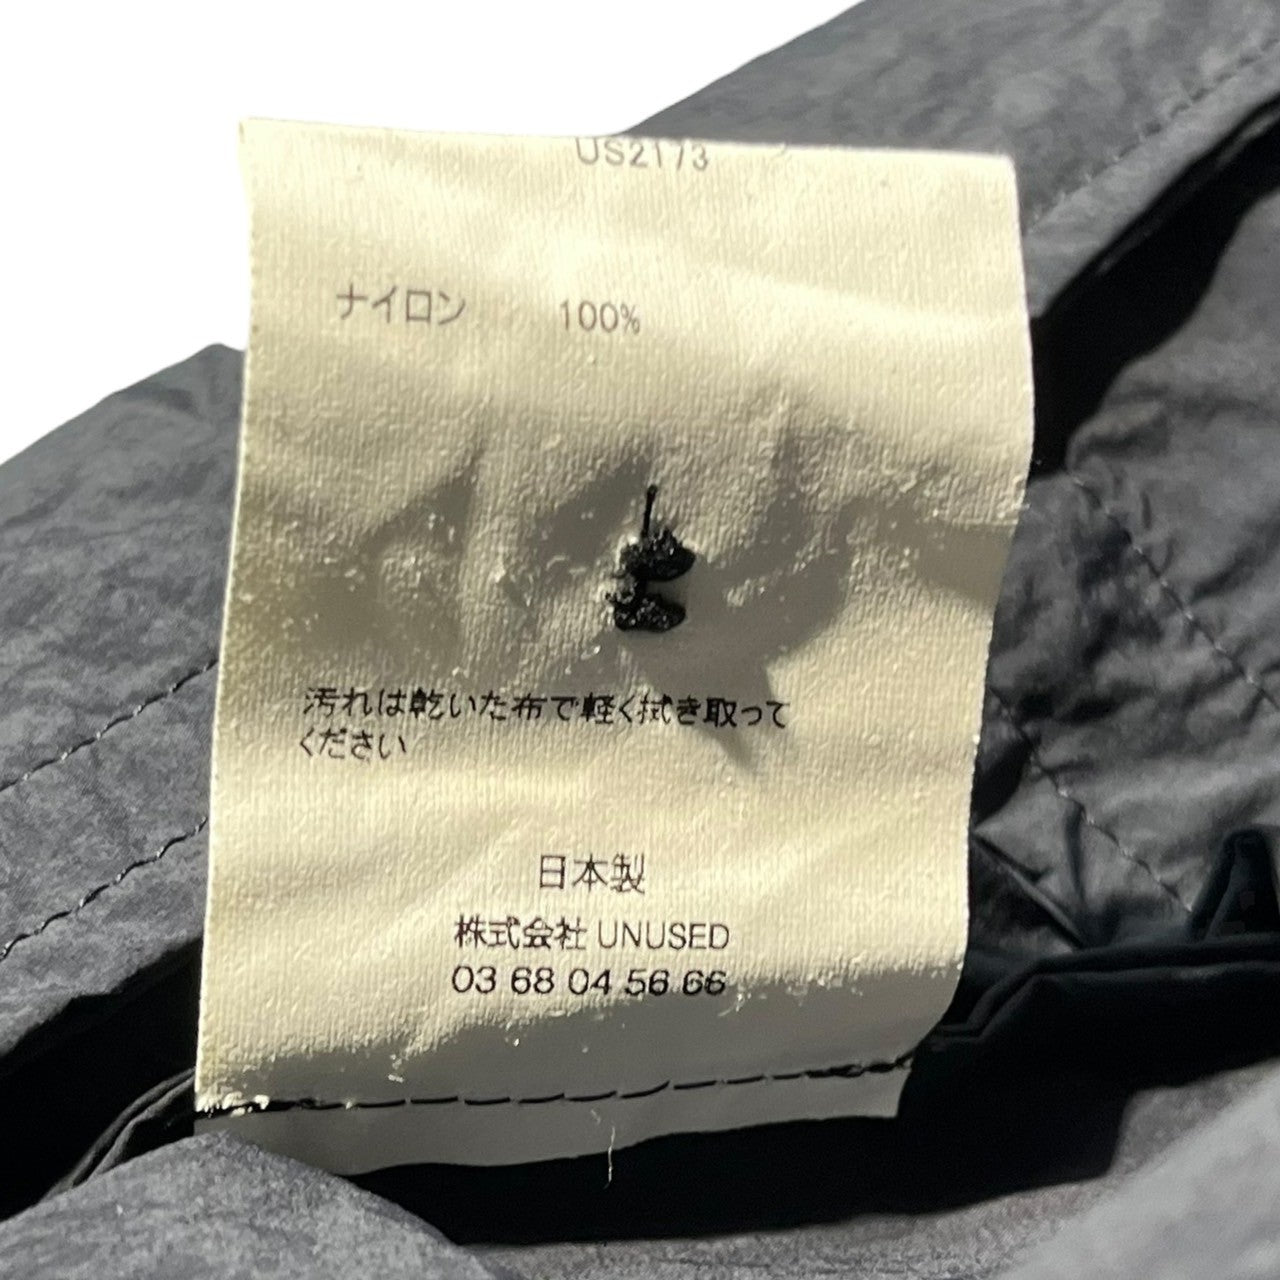 US2173
ナイロン 100%
汚れは乾いた布で軽く拭き取って
ください
日本製
株式会社 UNUSED
03 68 04 56 66